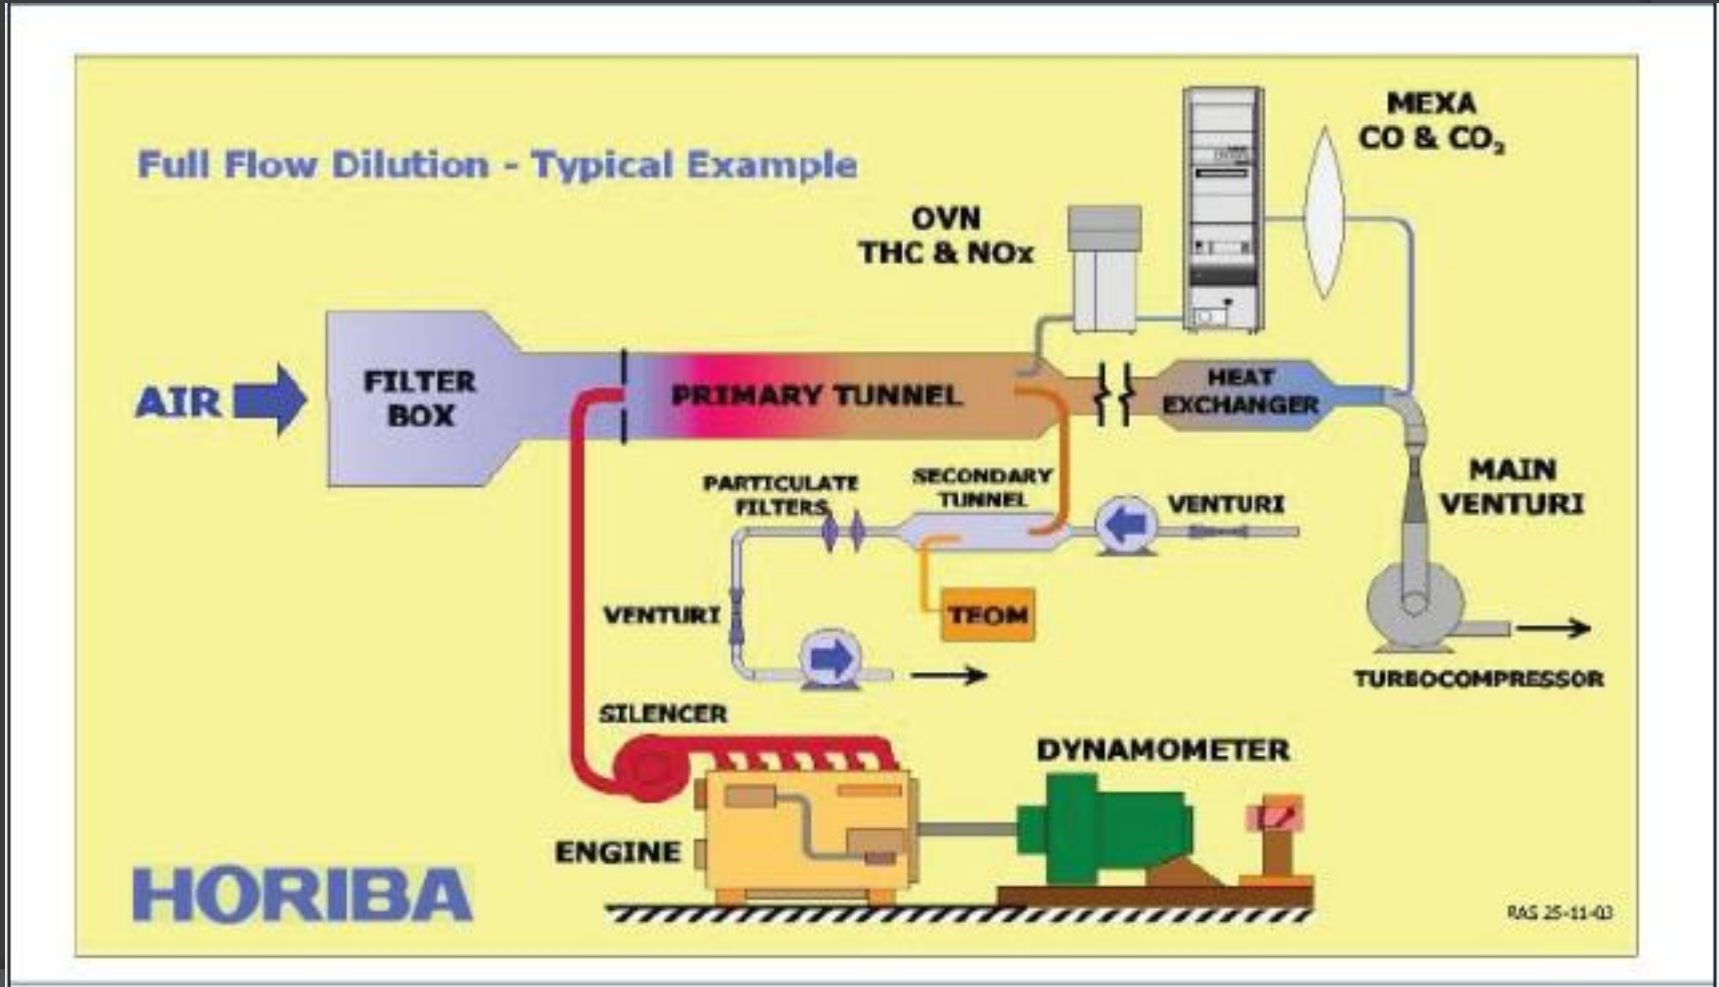 Full Flow Dilution - Typical Example
MEXA
CO & CO₂
OVN
THC & NOx
AIR
FILTER
BOX
PRIMARY TUNNEL
HEAT
EXCHANGER
PARTICULATE
FILTERS
SECONDARY
TUNNEL
VENTURI
MAIN
VENTURI
VENTURI
TEOM
TURBOCOMPRESSOR
SILENCER
DYNAMOMETER
ENGINE
HORIBA
RAS 25-11-03